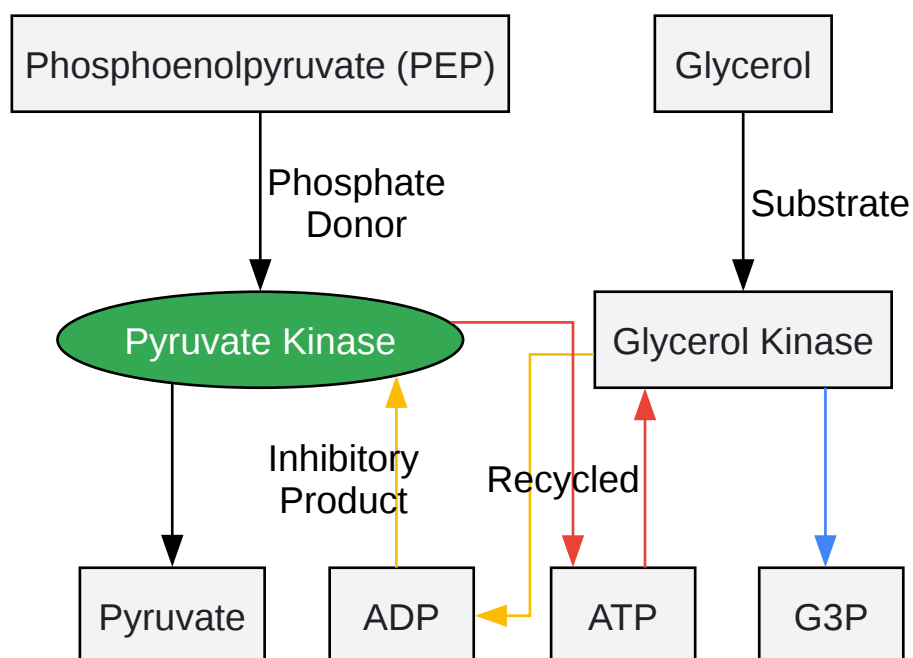 Phosphoenolpyruvate (PEP)
Glycerol
Phosphate
Donor
Substrate
Pyruvate Kinase
Glycerol Kinase
Inhibitory
Product
Recycled
Pyruvate
ADP
ATP
G3P